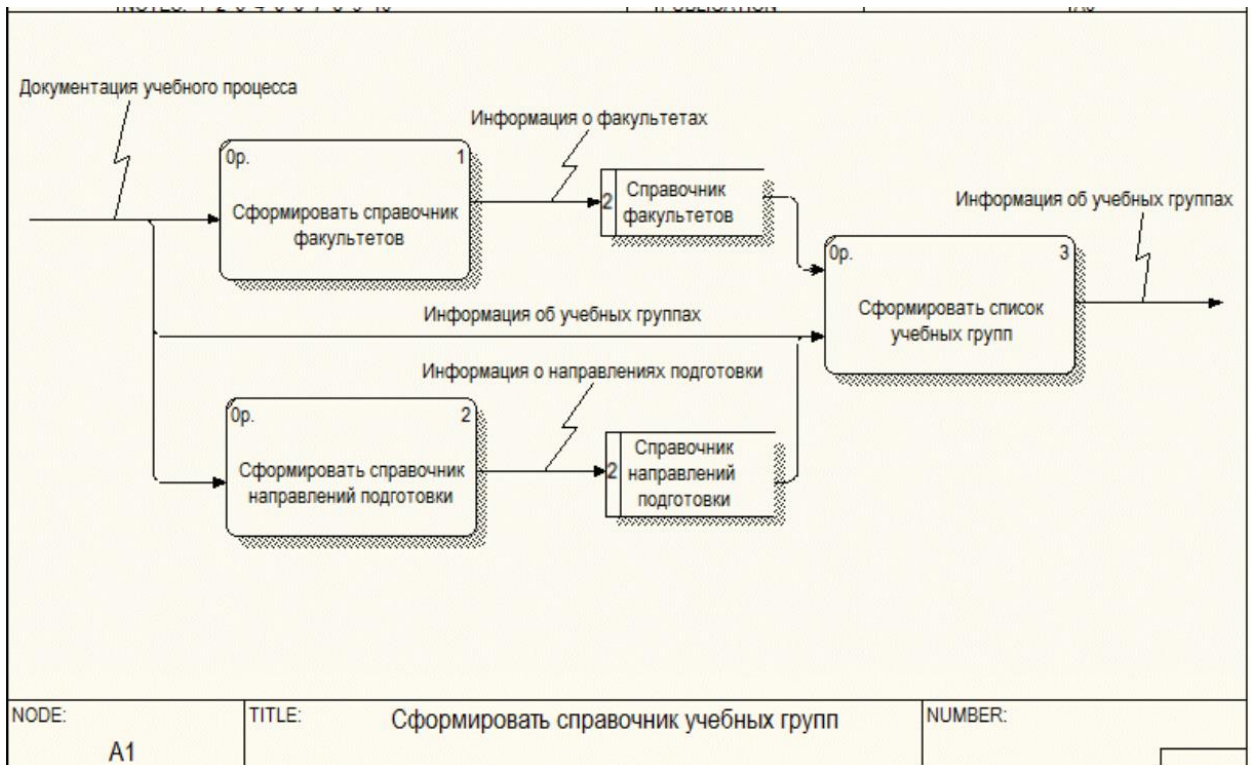 Документация учебного процесса
Информация о факультетах
0р.
1
Сформировать справочник
факультетов
2
Справочник
факультетов
Информация об учебных группах
0р.
3
Сформировать список
учебных групп
Информация об учебных группах
Информация о направлениях подготовки
0р.
2
Сформировать справочник
направлений подготовки
2
Справочник
направлений
подготовки
NODE:
A1
TITLE:
Сформировать справочник учебных групп
NUMBER: